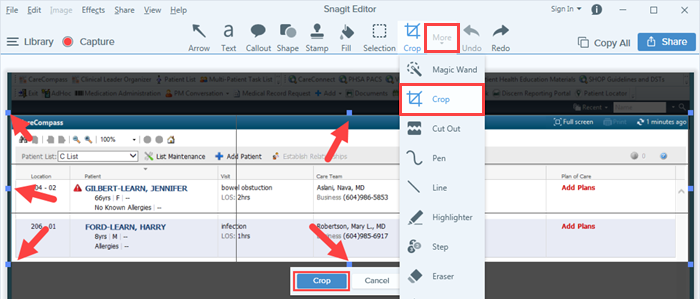 Snagit Editor
File Edit Image Effects Share View Help
Sign In
Library Capture
Arrow Text Callout Shape Stamp Fill Selection Crop More Undo Redo
Copy All Share
CareCompass Clinical Leader Organizer Patient List Multi-Patient Task List CareConnect PHSA PACS
Health Education Materials SHOP Guidelines and DSTs
Exit AdHoc Medication Administration PM Conversation Medical Record Request
Discern Reporting Portal Patient Locator
Recent
CareCompass
Full screen Print 1 minutes ago
100%
Patient List: C List List Maintenance Add Patient Establish Relationships
0
Location Patient Visit Care Team Plan of Care
04 - 02 GILBERT-LEARN, JENNIFER bowel obstuction Aslani, Nava, MD Add Plans
66yrs | F | -- LOS: 2hrs Business (604)986-5853
No Known Allergies | --
206 - 01 FORD-LEARN, HARRY infection Robertson, Mary L., MD Add Plans
8yrs | M | -- LOS: 1hrs Business (604)985-6917
Allergies | --
Magic Wand
Crop
Cut Out
Pen
Line
Highlighter
Step
Eraser
Crop Cancel